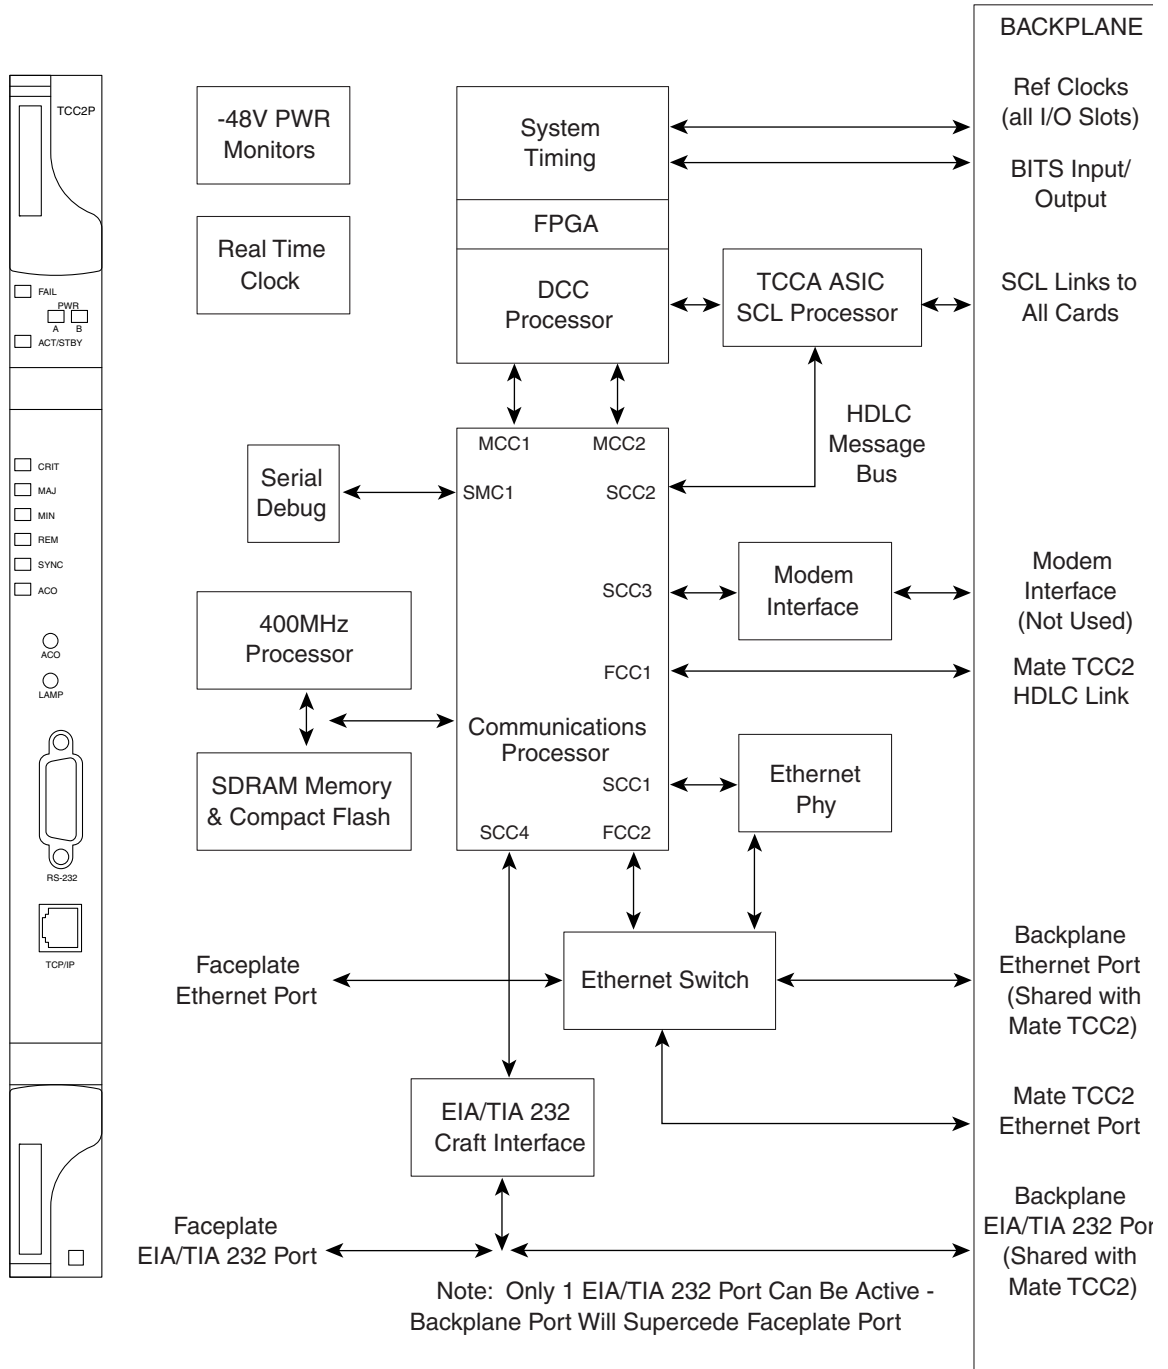 BACKPLANE
TCC2P
FAIL
PWR
A B
ACT/STBY
CRIT
MAJ
MIN
REM
SYNC
ACO
ACO
LAMP
RS-232
TCP/IP
-48V PWR
Monitors
Real Time
Clock
System
Timing
FPGA
DCC
Processor
TCCA ASIC
SCL Processor
Ref Clocks
(all I/O Slots)
BITS Input/
Output
SCL Links to
All Cards
HDLC
Message
Bus
MCC1
MCC2
Serial
Debug
SMC1
SCC2
SCC3
Modem
Interface
Modem
Interface
(Not Used)
400MHz
Processor
FCC1
Mate TCC2
HDLC Link
Communications
Processor
SDRAM Memory
& Compact Flash
SCC1
Ethernet
Phy
SCC4
FCC2
Faceplate
Ethernet Port
Ethernet Switch
Backplane
Ethernet Port
(Shared with
Mate TCC2)
Mate TCC2
Ethernet Port
EIA/TIA 232
Craft Interface
Faceplate
EIA/TIA 232 Port
Backplane
EIA/TIA 232 Por
(Shared with
Mate TCC2)
Note: Only 1 EIA/TIA 232 Port Can Be Active -
Backplane Port Will Supercede Faceplate Port